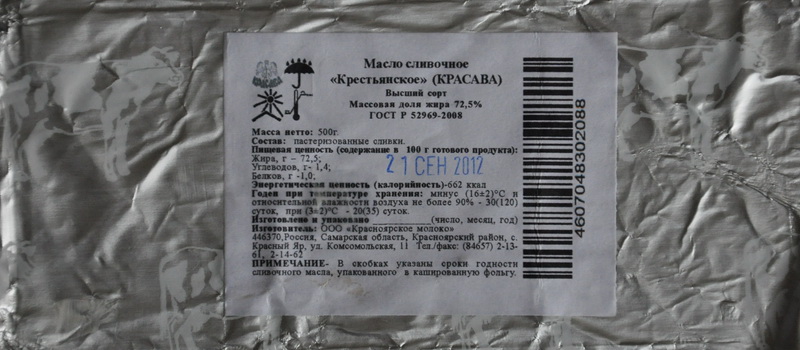 Масло сливочное
«Крестьянское» (КРАСАВА)
Высший сорт
Массовая доля жира 72,5%
ГОСТ Р 52969-2008
Масса нетто: 500г.
Состав: пастеризованные сливки.
Пищевая ценность (содержание в 100 г готового продукта):
Жира, г – 72,5;
Углеводов, г- 1,4;
Белков, г -1,0;
21 СЕН 2012
Энергетическая ценность (калорийность)-662 ккал
Годен при температуре хранения: минус (16±2)°С и
относительной влажности воздуха не более 90% - 30(120)
суток, при (3±2)°С - 20(35) суток.
Изготовлено и упаковано ____________(число, месяц, год)
Изготовитель: ООО «Красноярское молоко»
446370,Россия, Самарская область, Красноярский район, с.
Красный Яр, ул. Комсомольская, 11 Тел./факс: (84657) 2-13-
61, 2-14-62
ПРИМЕЧАНИЕ- В скобках указаны сроки годности
сливочного масла, упакованного в кашированную фольгу.
4607048302088